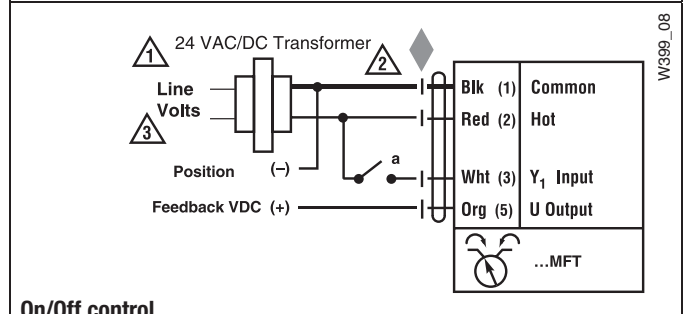 W399_08
1
24 VAC/DC Transformer
2
Line
Volts
3
Blk (1) Common
Red (2) Hot
a
Position (–)
Wht (3) Y₁ Input
Feedback VDC (+)
Org (5) U Output
...MFT
On/Off control